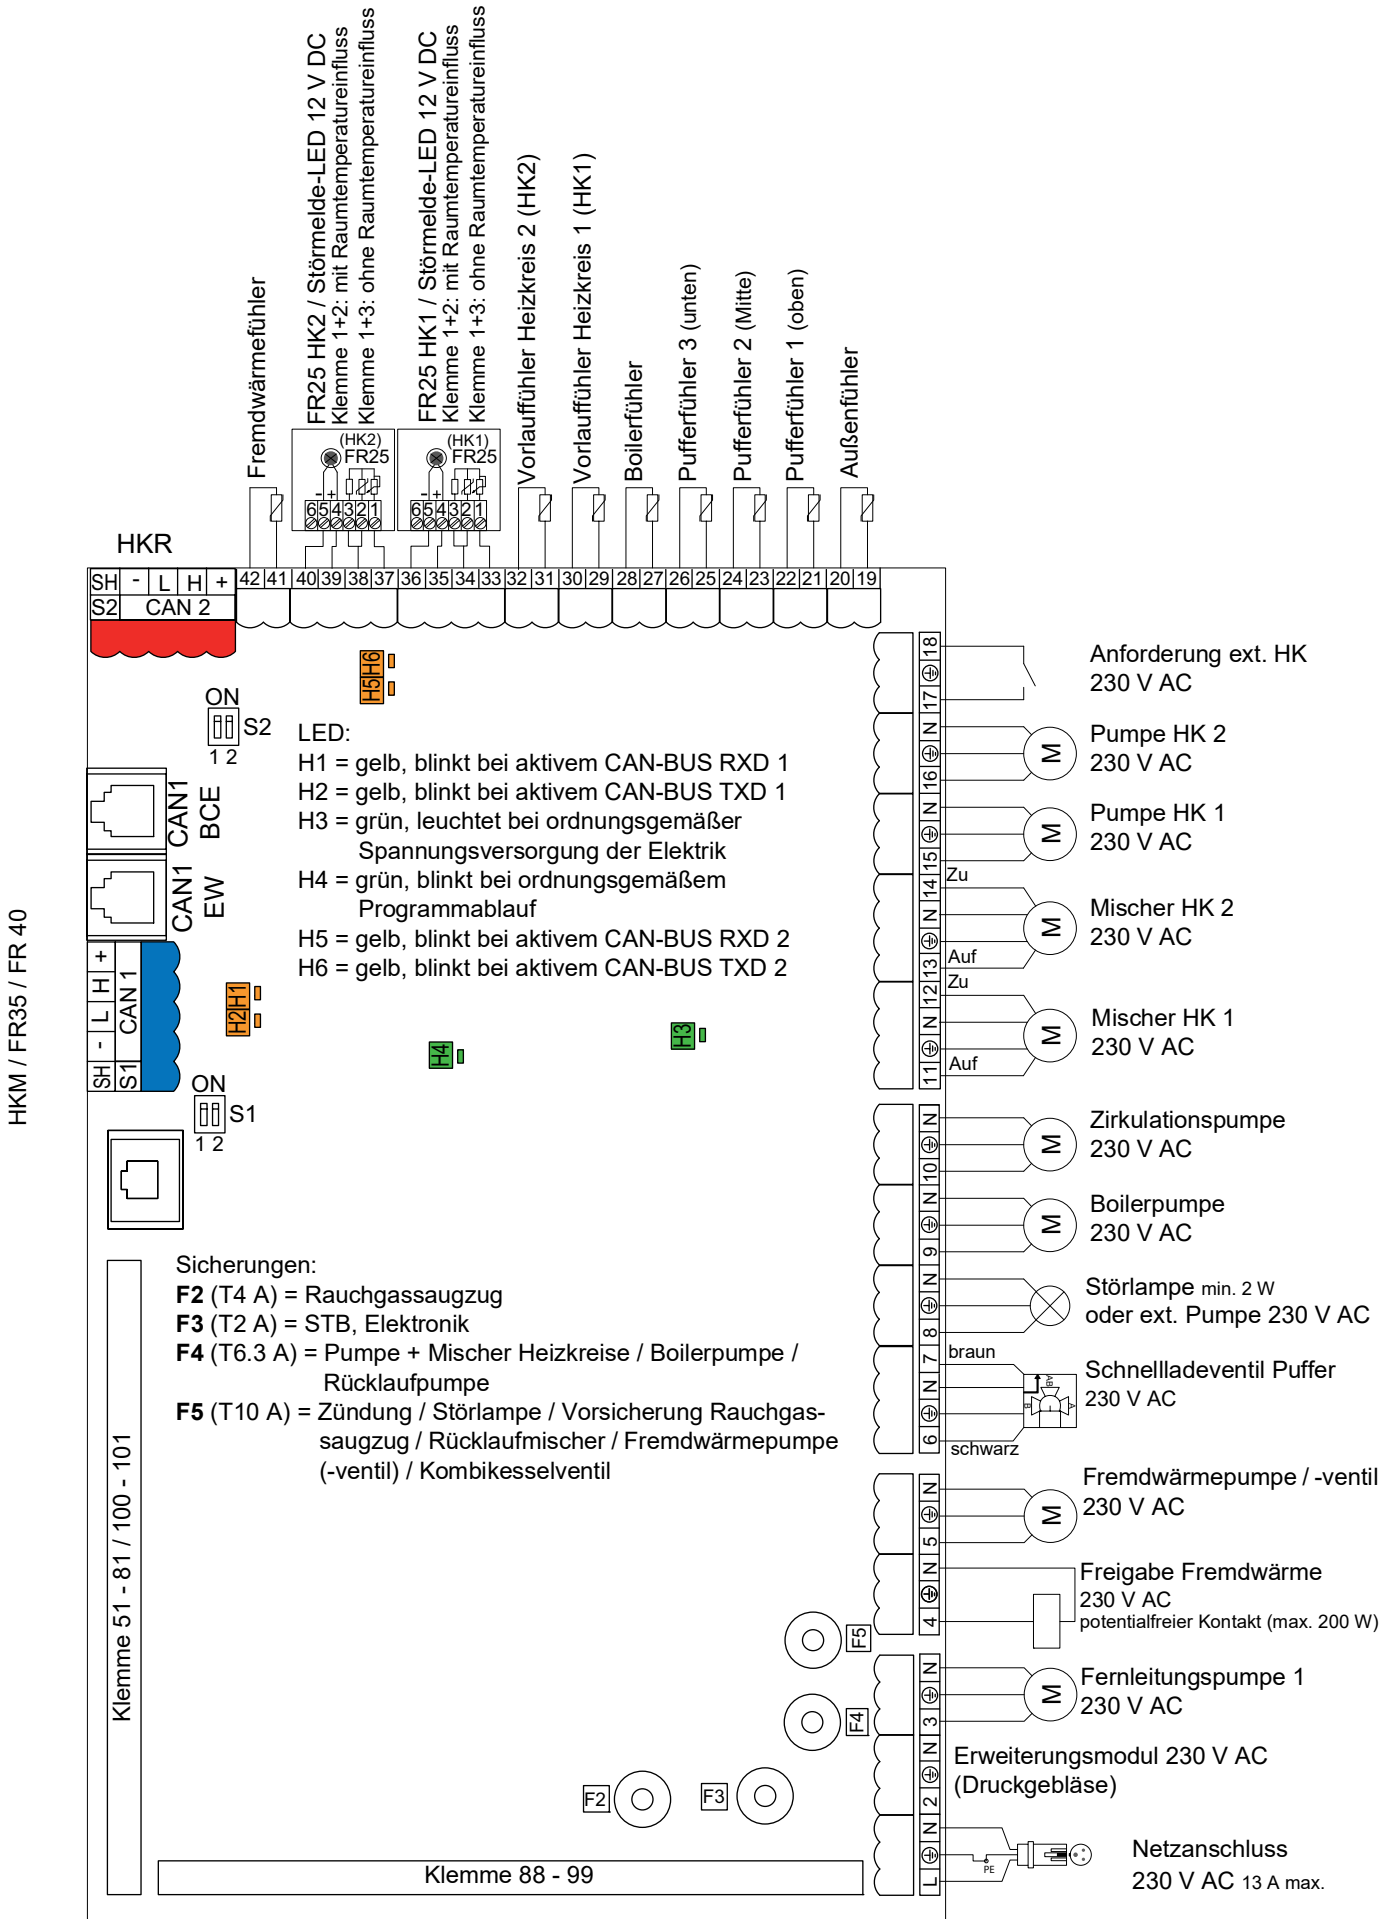 FR25 HK2 / Störmelde-LED 12 V DC
Klemme 1+2: mit Raumtemperatureinfluss
Klemme 1+3: ohne Raumtemperatureinfluss
FR25 HK1 / Störmelde-LED 12 V DC
Klemme 1+2: mit Raumtemperatureinfluss
Klemme 1+3: ohne Raumtemperatureinfluss
Fremdwärmefühler
Vorlauffühler Heizkreis 2 (HK2)
Vorlauffühler Heizkreis 1 (HK1)
Boilerfühler
Pufferfühler 3 (unten)
Pufferfühler 2 (Mitte)
Pufferfühler 1 (oben)
Außenfühler
(HK2)
FR25
- +
6 5 4 3 2 1
(HK1)
FR25
- +
6 5 4 3 2 1
HKR
SH - L H +
S2 CAN 2
42 41 40 39 38 37 36 35 34 33 32 31 30 29 28 27 26 25 24 23 22 21 20 19
H5 H6
ON
S2
1 2
LED:
H1 = gelb, blinkt bei aktivem CAN-BUS RXD 1
H2 = gelb, blinkt bei aktivem CAN-BUS TXD 1
H3 = grün, leuchtet bei ordnungsgemäßer
Spannungsversorgung der Elektrik
H4 = grün, blinkt bei ordnungsgemäßem
Programmablauf
H5 = gelb, blinkt bei aktivem CAN-BUS RXD 2
H6 = gelb, blinkt bei aktivem CAN-BUS TXD 2
CAN1
BCE
CAN1
EW
HKM / FR35 / FR 40
SH - L H +
S1 CAN 1
H2 H1
H4
H3
ON
S1
1 2
Sicherungen:
F2 (T4 A) = Rauchgassaugzug
F3 (T2 A) = STB, Elektronik
F4 (T6.3 A) = Pumpe + Mischer Heizkreise / Boilerpumpe /
Rücklaufpumpe
F5 (T10 A) = Zündung / Störlampe / Vorsicherung Rauchgas-
saugzug / Rücklaufmischer / Fremdwärmepumpe
(-ventil) / Kombikesselventil
Klemme 51 - 81 / 100 - 101
F5
F4
F2
F3
Klemme 88 - 99
18
17
Anforderung ext. HK
230 V AC
N
16
Pumpe HK 2
230 V AC
M
N
15
Pumpe HK 1
230 V AC
M
Zu
14
N
13
Auf
Mischer HK 2
230 V AC
M
Zu
12
N
11
Auf
Mischer HK 1
230 V AC
M
N
10
Zirkulationspumpe
230 V AC
M
N
9
Boilerpumpe
230 V AC
M
N
8
Störlampe min. 2 W
oder ext. Pumpe 230 V AC
7
braun
N
6
schwarz
AB
B
A
Schnellladeventil Puffer
230 V AC
N
5
Fremdwärmepumpe / -ventil
230 V AC
M
N
4
Freigabe Fremdwärme
230 V AC
potentialfreier Kontakt (max. 200 W)
N
3
Fernleitungspumpe 1
230 V AC
M
N
2
Erweiterungsmodul 230 V AC
(Druckgebläse)
N
L
PE
Netzanschluss
230 V AC 13 A max.